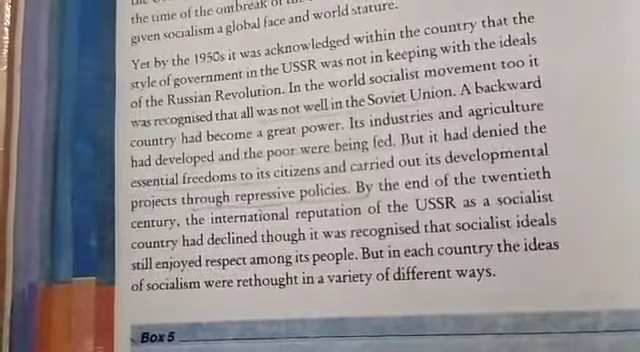 the time of the outbreak of
given socialism a global face and world stature.
Yet by the 1950s it was acknowledged within the country that the
style of government in the USSR was not in keeping with the ideals
of the Russian Revolution. In the world socialist movement too it
was recognised that all was not well in the Soviet Union. A backward
country had become a great power. Its industries and agriculture
had developed and the poor were being fed. But it had denied the
essential freedoms to its citizens and carried out its developmental
projects through repressive policies. By the end of the twentieth
century, the international reputation of the USSR as a socialist
country had declined though it was recognised that socialist ideals
still enjoyed respect among its people. But in each country the ideas
of socialism were rethought in a variety of different ways.
Box 5